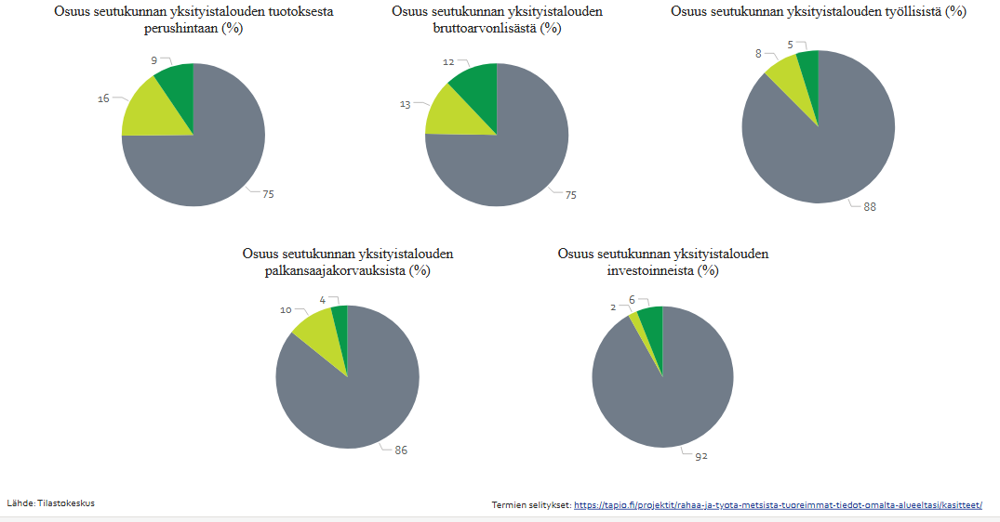 Osuus seutukunnan yksityistalouden tuotoksesta
perushintaan (%)
Osuus seutukunnan yksityistalouden
bruttoarvonlisästä (%)
Osuus seutukunnan yksityistalouden työllisistä (%)
9
16
75
12
13
75
5
8
88
Osuus seutukunnan yksityistalouden
palkansaajakorvauksista (%)
Osuus seutukunnan yksityistalouden
investoinneista (%)
4
10
86
6
2
92
Lähde: Tilastokeskus
Termien selitykset: https://tapio.fi/projektit/rahaa-ja-tyota-metsista-tuoreimmat-tiedot-omalta-alueeltasi/kasitteet/